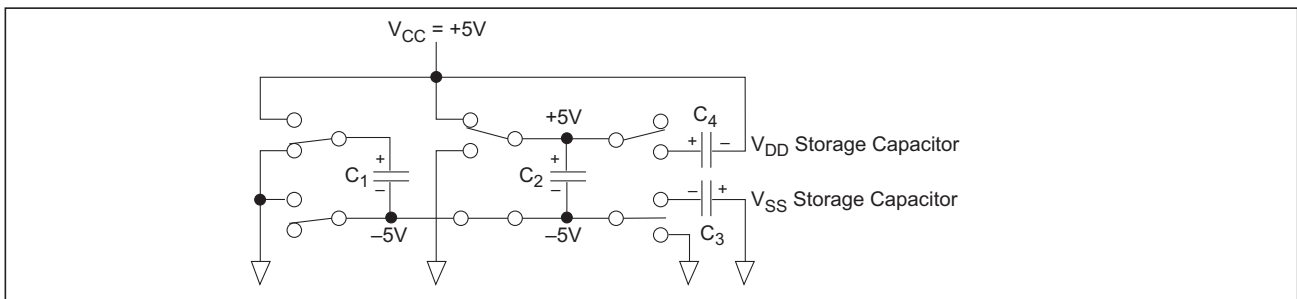 V_CC = +5V
+5V
C_4
+ –
V_DD Storage Capacitor
+
C_1
–
+
C_2
–
– +
V_SS Storage Capacitor
C_3
–5V
–5V